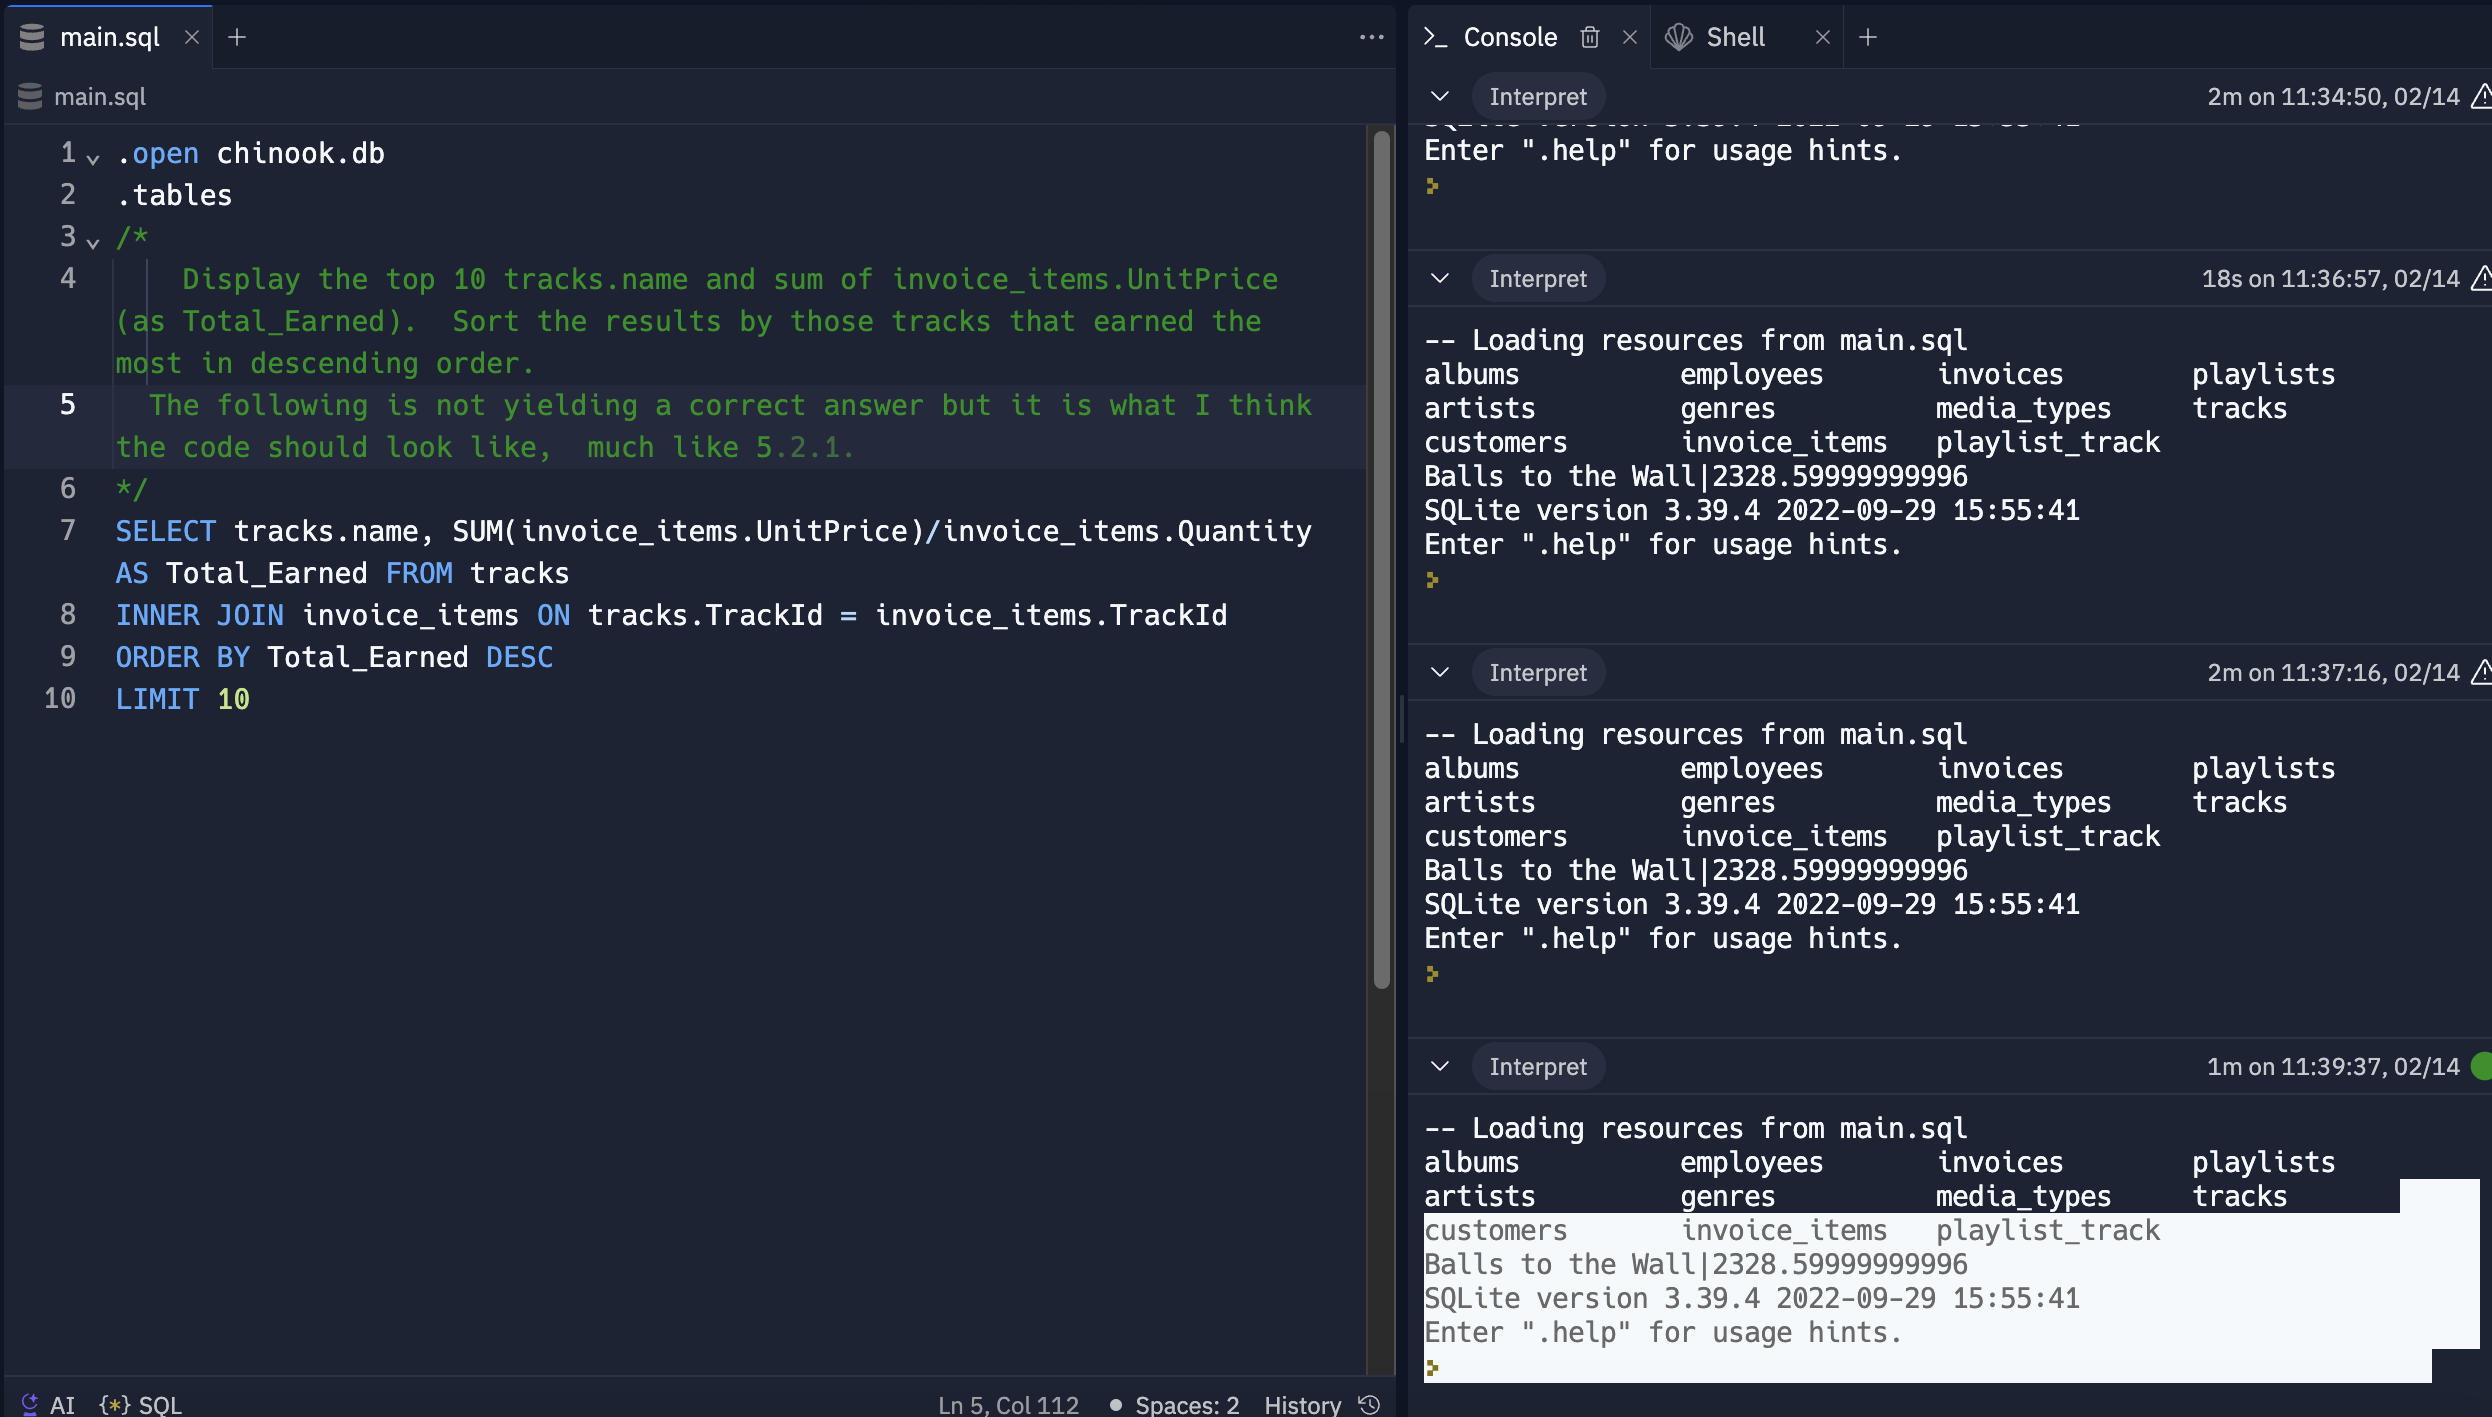 main.sql
main.sql
1 .open chinook.db
2 .tables
3 /*
4 Display the top 10 tracks.name and sum of invoice_items.UnitPrice
(as Total_Earned).  Sort the results by those tracks that earned the
most in descending order.
5 The following is not yielding a correct answer but it is what I think
the code should look like,  much like 5.2.1.
6 */
7 SELECT tracks.name, SUM(invoice_items.UnitPrice)/invoice_items.Quantity
AS Total_Earned FROM tracks
8 INNER JOIN invoice_items ON tracks.TrackId = invoice_items.TrackId
9 ORDER BY Total_Earned DESC
10 LIMIT 10
AI {*} SQL Ln 5, Col 112 • Spaces: 2 History
>_ Console Shell
Interpret 2m on 11:34:50, 02/14
Enter ".help" for usage hints.
Interpret 18s on 11:36:57, 02/14
-- Loading resources from main.sql
albums employees invoices playlists
artists genres media_types tracks
customers invoice_items playlist_track
Balls to the Wall|2328.59999999996
SQLite version 3.39.4 2022-09-29 15:55:41
Enter ".help" for usage hints.
Interpret 2m on 11:37:16, 02/14
-- Loading resources from main.sql
albums employees invoices playlists
artists genres media_types tracks
customers invoice_items playlist_track
Balls to the Wall|2328.59999999996
SQLite version 3.39.4 2022-09-29 15:55:41
Enter ".help" for usage hints.
Interpret 1m on 11:39:37, 02/14
-- Loading resources from main.sql
albums employees invoices playlists
artists genres media_types tracks
customers invoice_items playlist_track
Balls to the Wall|2328.59999999996
SQLite version 3.39.4 2022-09-29 15:55:41
Enter ".help" for usage hints.